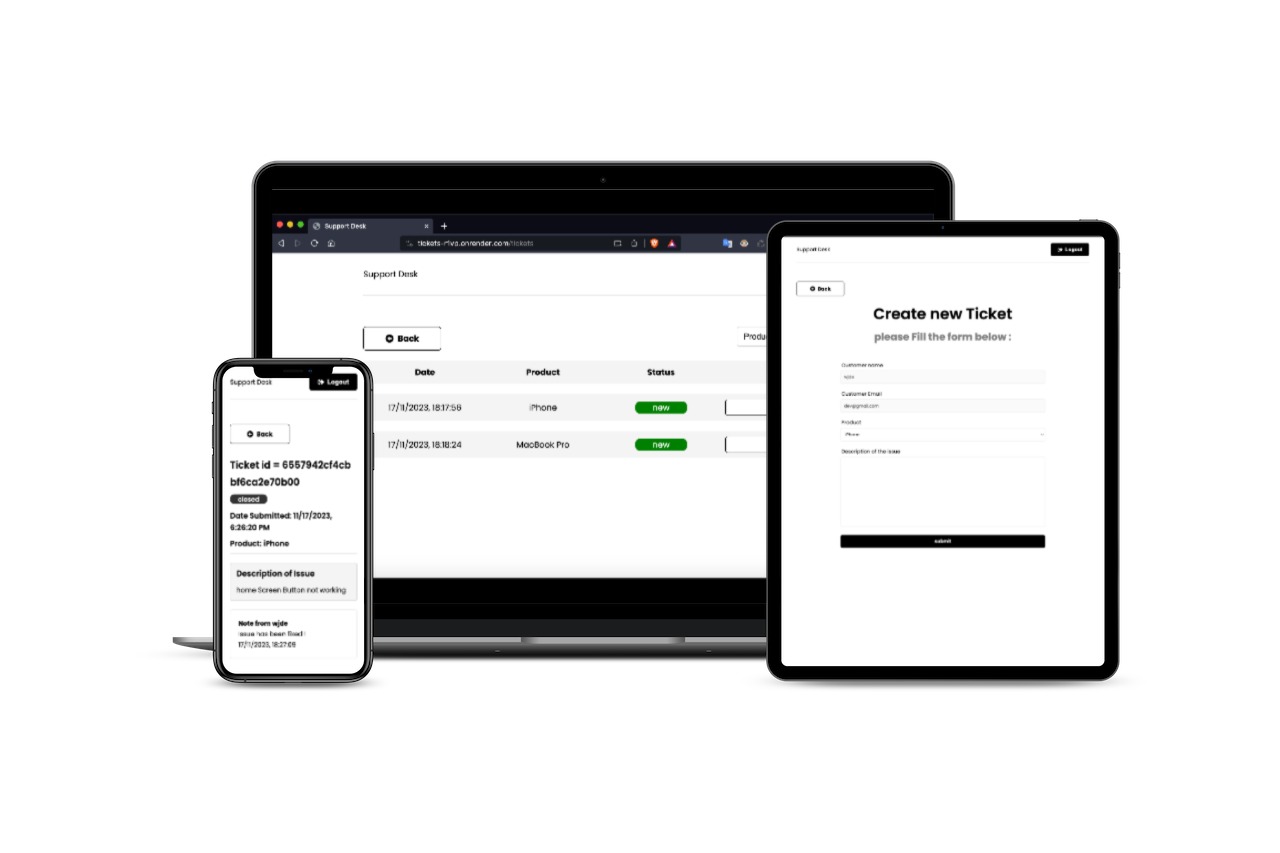 Support Desk
tickets-r1va.onrender.com/tickets
Support Desk
Back
Produ
Date Product Status
17/11/2023, 18:17:56 iPhone new
17/11/2023, 18:18:24 MacBook Pro new
Support Desk
Logout
Back
Ticket id = 6557942cf4cb
bf6ca2e70b00
closed
Date Submitted: 11/17/2023,
6:26:20 PM
Product: iPhone
Description of Issue
home Screen Button not working
Note from wjde
issue has been fixed !
17/11/2023, 18:27:09
Support Desk
Logout
Back
Create new Ticket
please Fill the form below :
Customer name
Customer Email
Product
iPhone
Description of the issue
submit